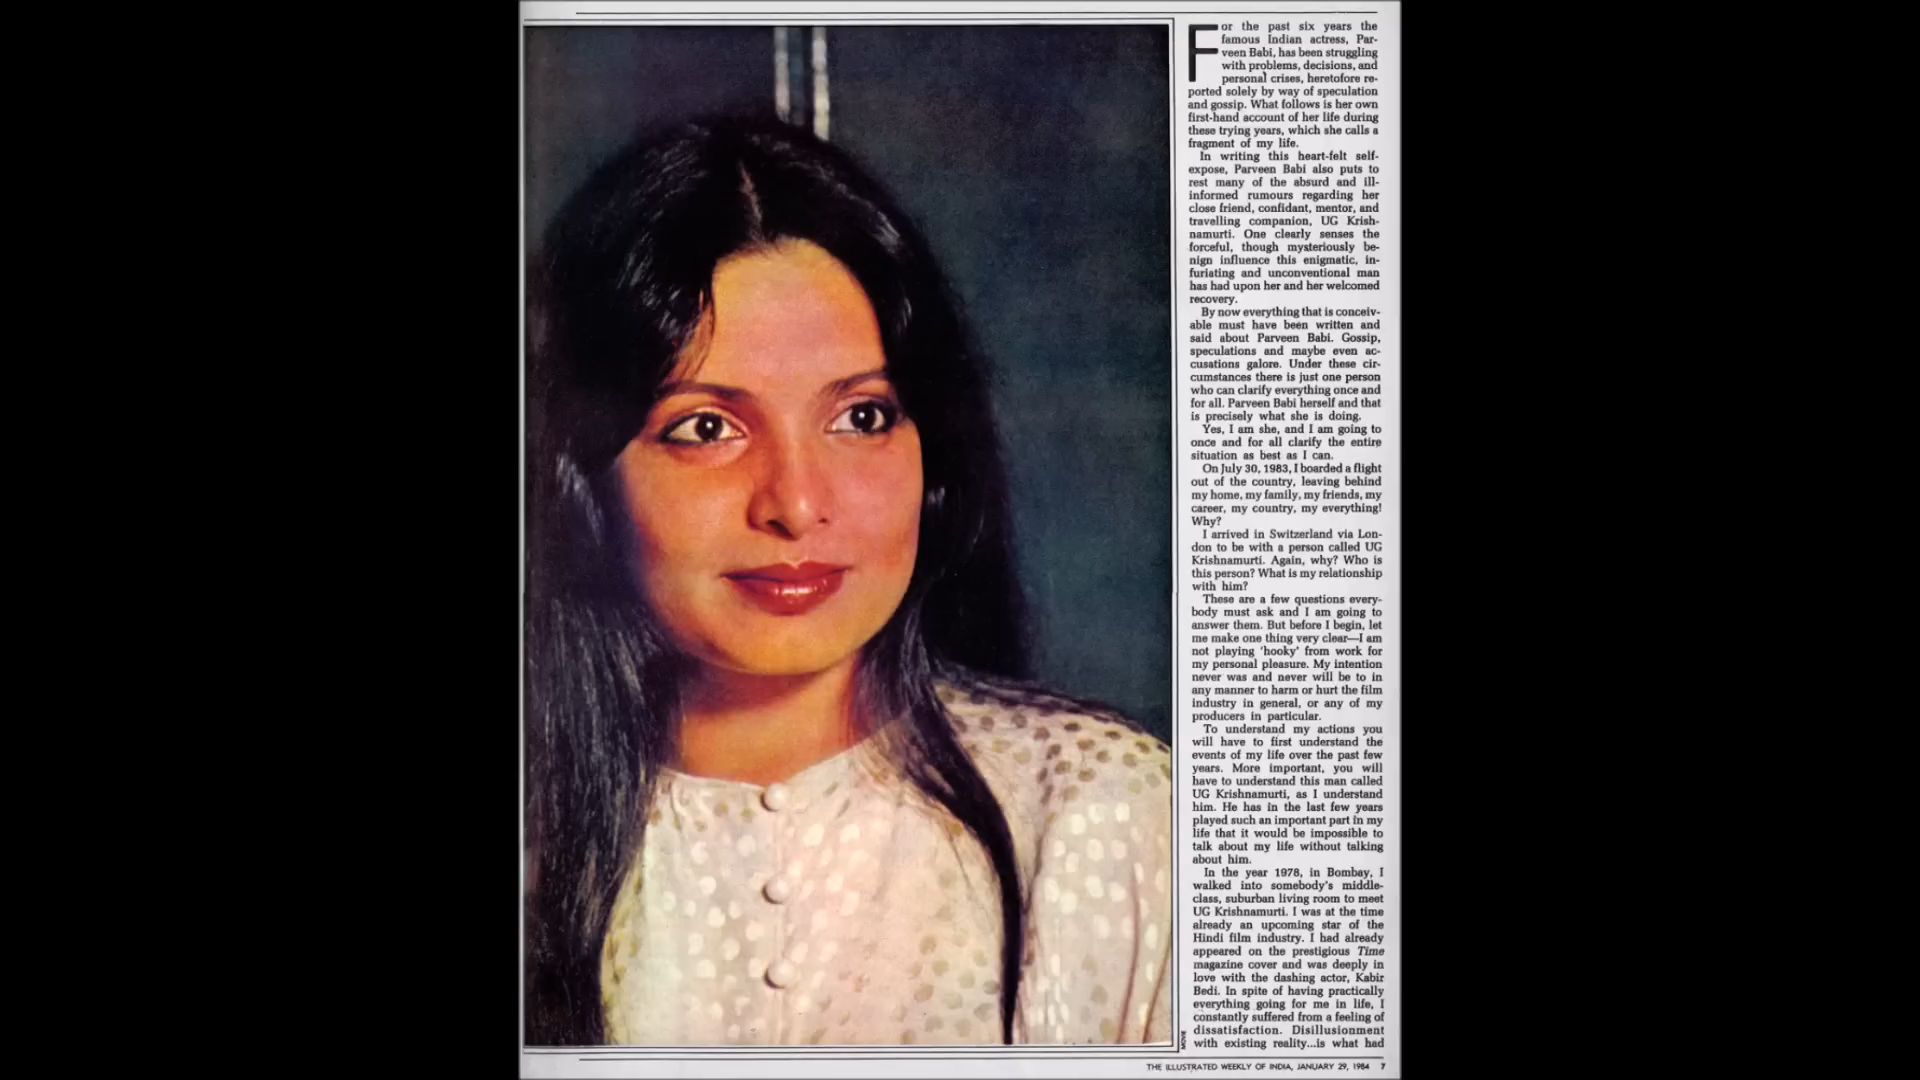 For the past six years the
famous Indian actress, Par-
veen Babi, has been struggling
with problems, decisions, and
personal crises, heretofore re-
ported solely by way of speculation
and gossip. What follows is her own
first-hand account of her life during
these trying years, which she calls a
fragment of my life.
In writing this heart-felt self-
expose, Parveen Babi also puts to
rest many of the absurd and ill-
informed rumours regarding her
close friend, confidant, mentor, and
travelling companion, UG Krish-
namurti. One clearly senses the
forceful, though mysteriously be-
nign influence this enigmatic, in-
furiating and unconventional man
has had upon her and her welcomed
recovery.
By now everything that is conceiv-
able must have been written and
said about Parveen Babi. Gossip,
speculations and maybe even ac-
cusations galore. Under these cir-
cumstances there is just one person
who can clarify everything once and
for all. Parveen Babi herself and that
is precisely what she is doing.
Yes, I am she, and I am going to
once and for all clarify the entire
situation as best as I can.
On July 30, 1983, I boarded a flight
out of the country, leaving behind
my home, my family, my friends, my
career, my country, my everything!
Why?
I arrived in Switzerland via Lon-
don to be with a person called UG
Krishnamurti. Again, why? Who is
this person? What is my relationship
with him?
These are a few questions every-
body must ask and I am going to
answer them. But before I begin, let
me make one thing very clear—I am
not playing 'hooky' from work for
my personal pleasure. My intention
never was and never will be to in
any manner to harm or hurt the film
industry in general, or any of my
producers in particular.
To understand my actions you
will have to first understand the
events of my life over the past few
years. More important, you will
have to understand this man called
UG Krishnamurti, as I understand
him. He has in the last few years
played such an important part in my
life that it would be impossible to
talk about my life without talking
about him.
In the year 1978, in Bombay, I
walked into somebody's middle-
class, suburban living room to meet
UG Krishnamurti. I was at the time
already an upcoming star of the
Hindi film industry. I had already
appeared on the prestigious Time
magazine cover and was deeply in
love with the dashing actor, Kabir
Bedi. In spite of having practically
everything going for me in life, I
constantly suffered from a feeling of
dissatisfaction. Disillusionment
with existing reality...is what had
MOVIE
THE ILLUSTRATED WEEKLY OF INDIA, JANUARY 29, 1984 7